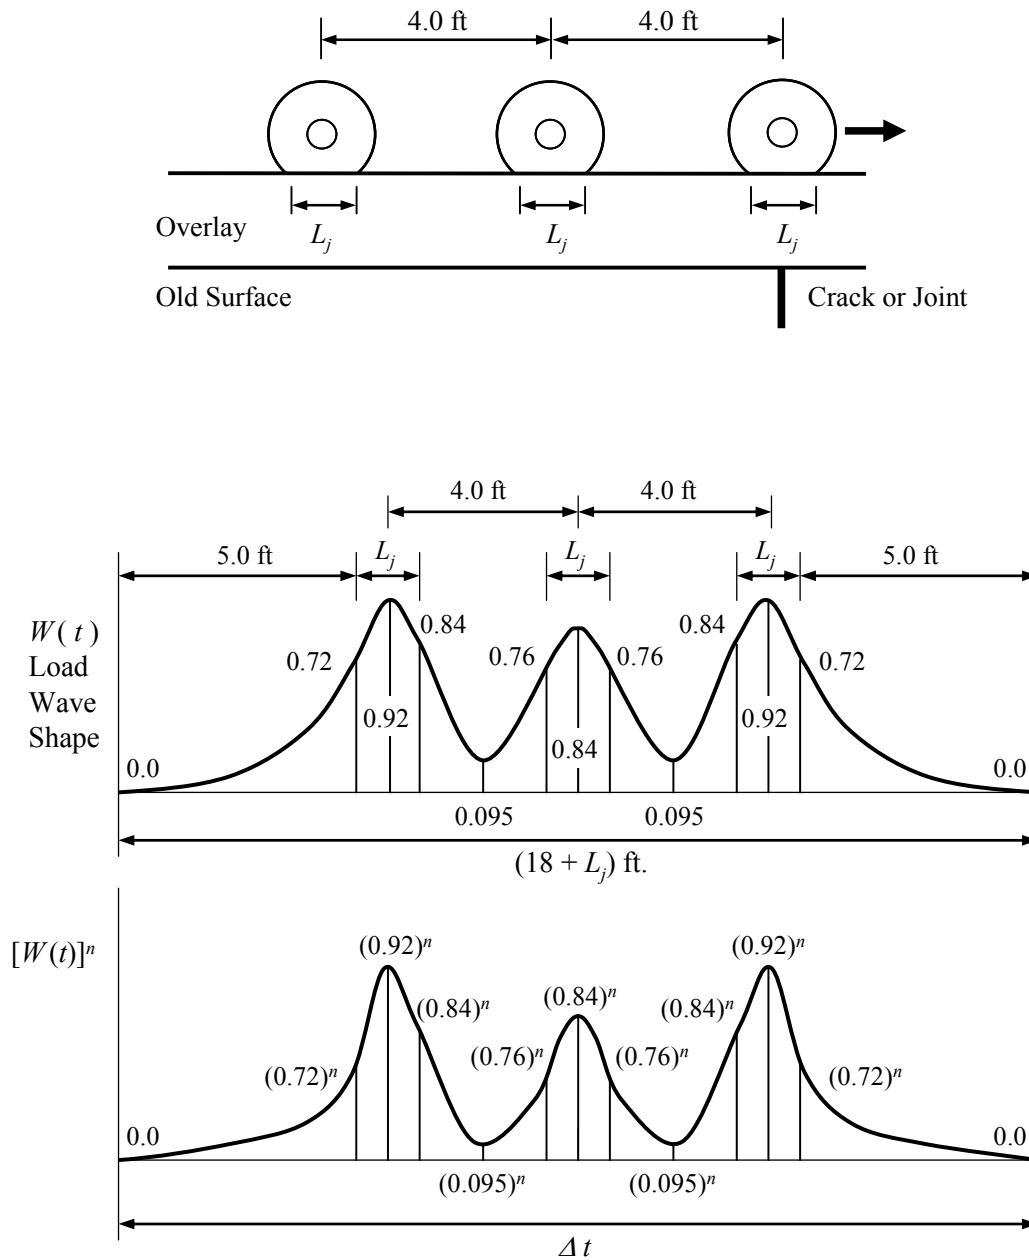 4.0 ft 4.0 ft
Overlay
L_j L_j L_j
Old Surface Crack or Joint
4.0 ft 4.0 ft
5.0 ft L_j L_j L_j 5.0 ft
W( t )
Load
Wave
Shape
0.72 0.84 0.76 0.76 0.84 0.72
0.92 0.84 0.92
0.0 0.0
0.095 0.095
(18 + L_j) ft.
[W(t)]^n
(0.92)^n (0.92)^n
(0.84)^n (0.84)^n (0.84)^n
(0.76)^n (0.76)^n
(0.72)^n (0.72)^n
0.0 0.0
(0.095)^n (0.095)^n
Δ t